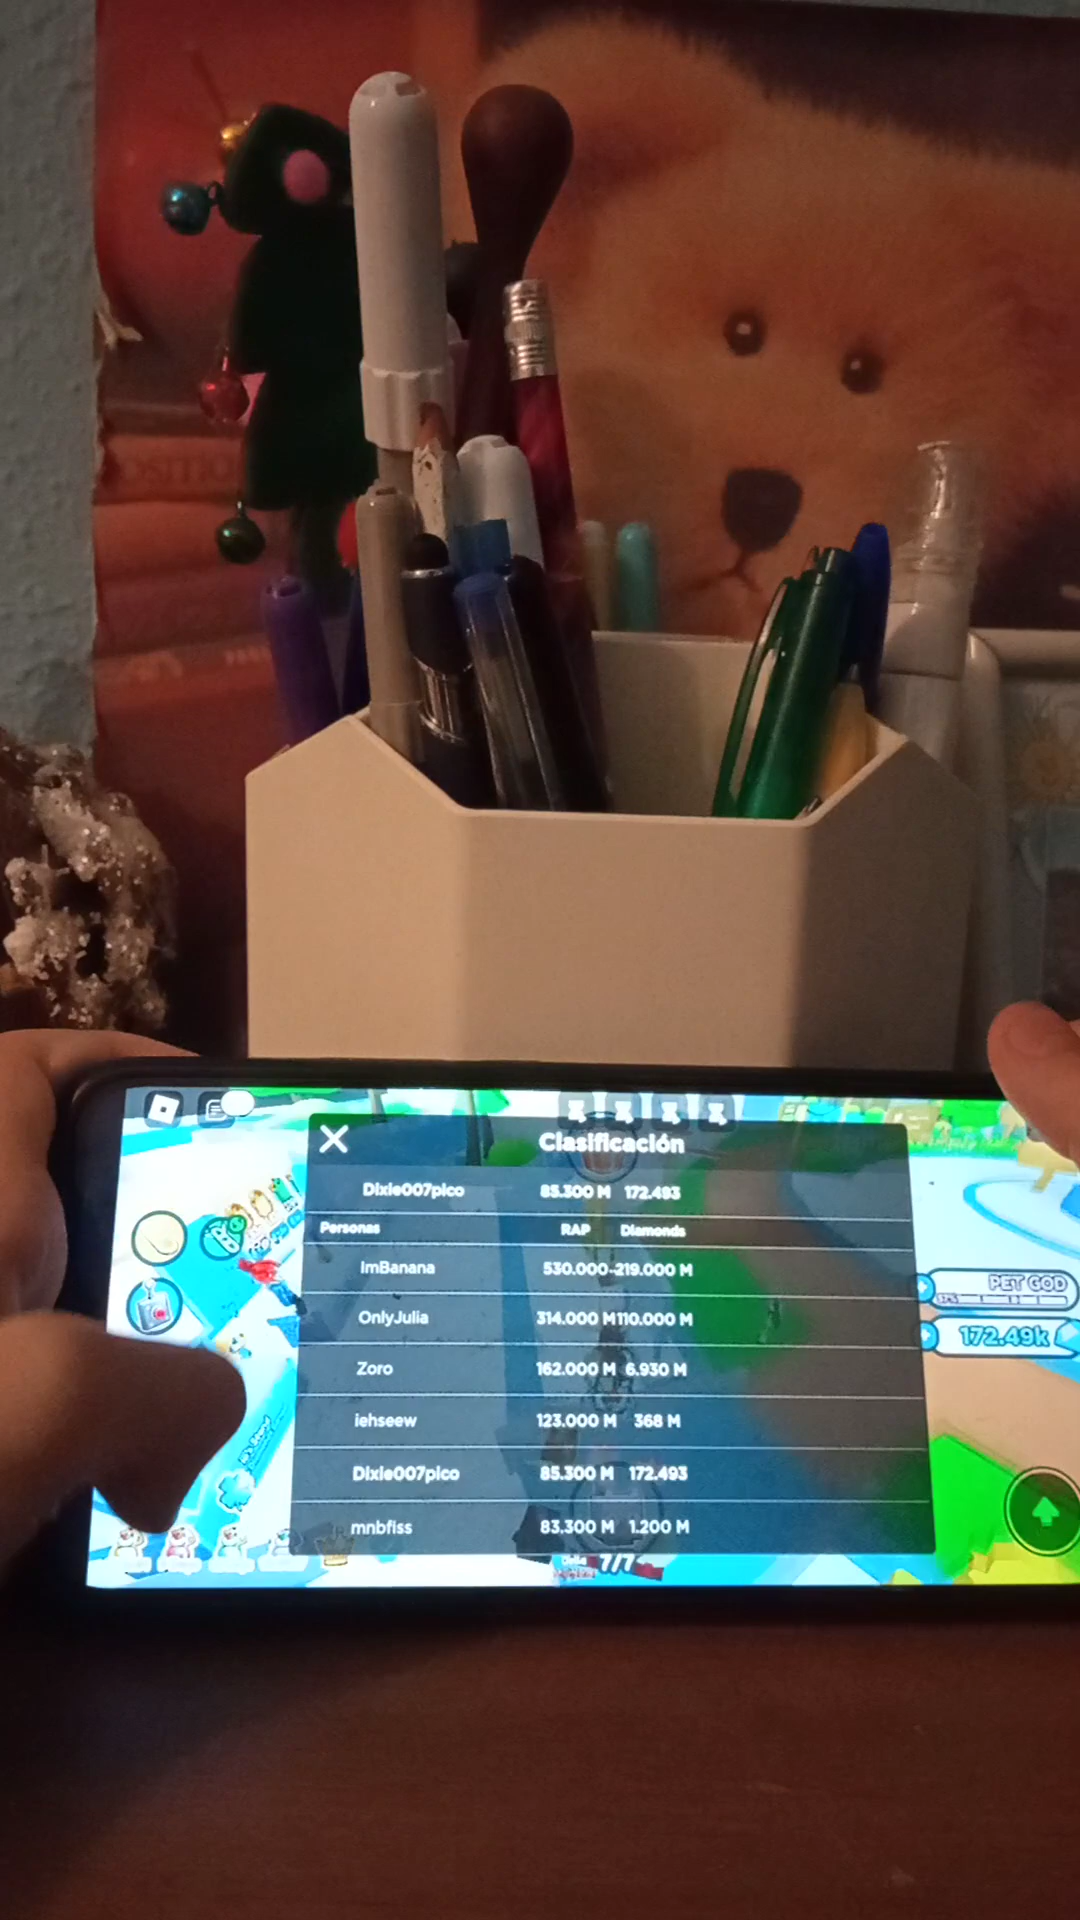 Clasificación
Dixie007pico 85.300 M 172.493
Personas RAP Diamonds
ImBanana 530.000 219.000 M
OnlyJulia 314.000 M 110.000 M
Zoro 162.000 M 6.930 M
iehseew 123.000 M 368 M
Dixie007pico 85.300 M 172.493
mnbfiss 83.300 M 1.200 M
PET GOD
172.49k
7/7